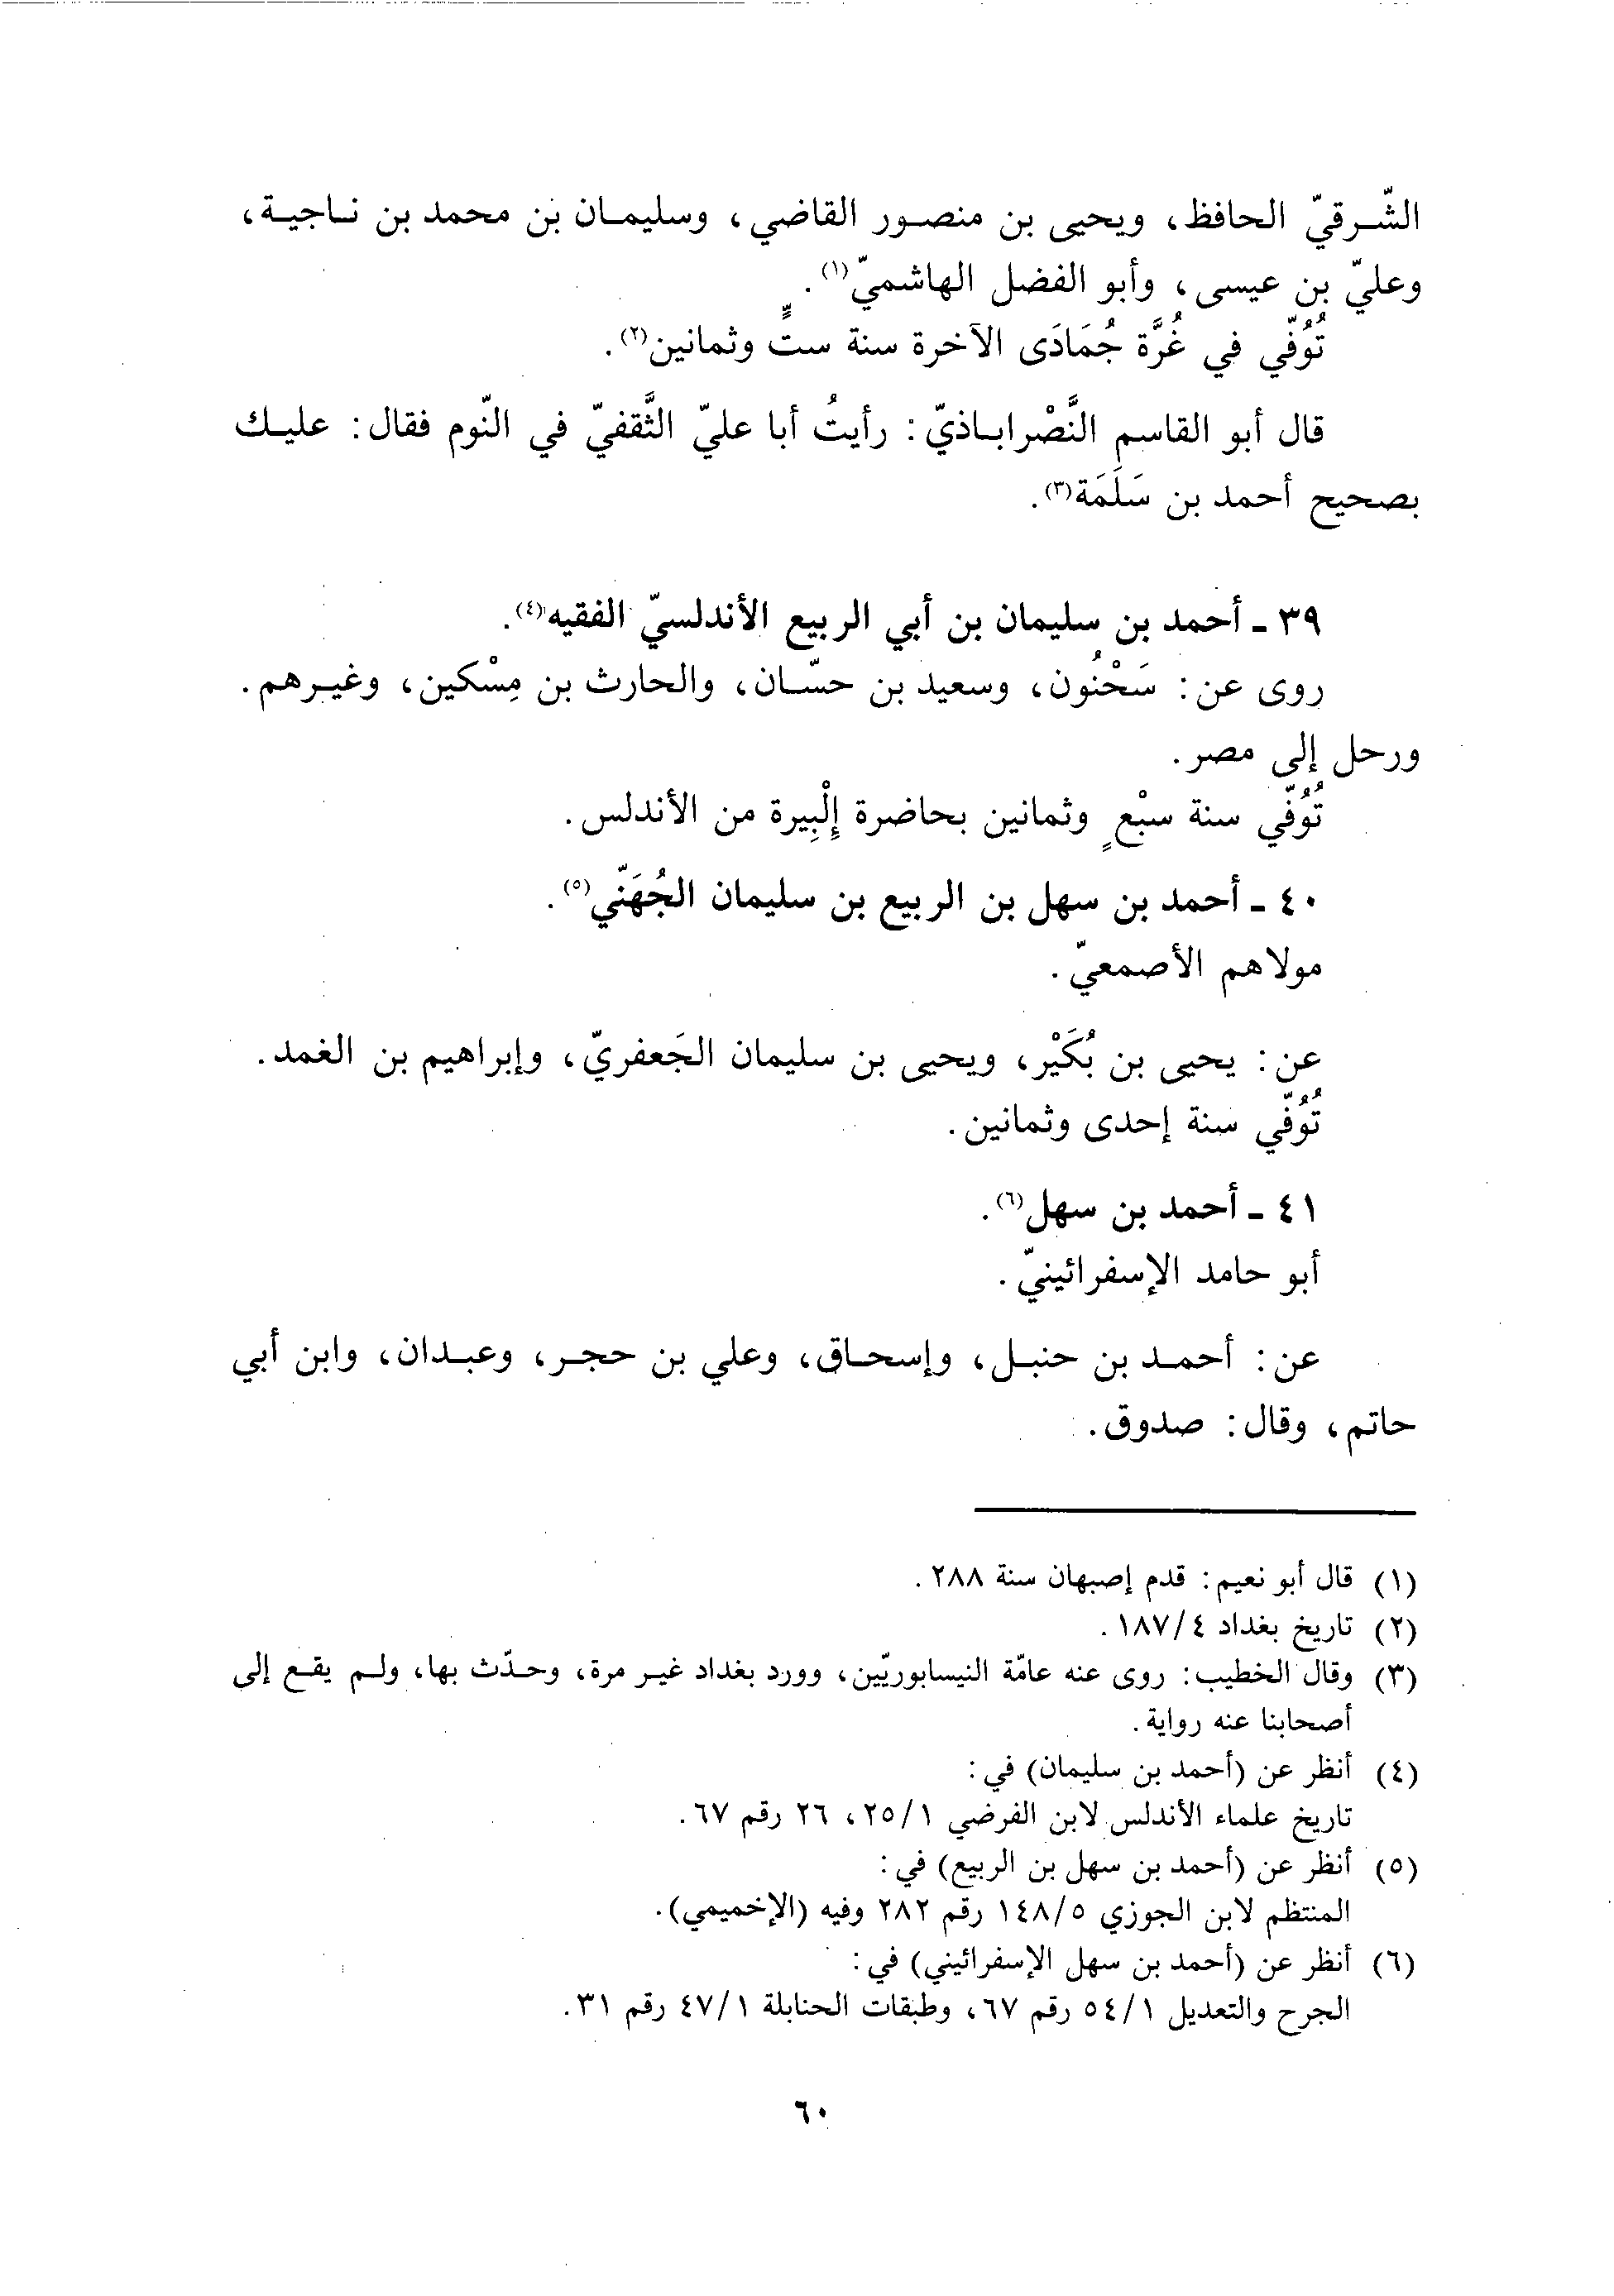 الشّرقيّ الحافظ، ويحيى بن منصور القاضي، وسليمان بن محمد بن ناجية،
وعليّ بن عيسى، وأبو الفضل الهاشميّ(١).
تُوُفّي في غُرَّة جُمَادَى الآخرة سنة ستٍّ وثمانين(٢).
قال أبو القاسم النَّصْراباذيّ: رأيتُ أبا عليّ الثَّقفيّ في النّوم فقال: عليك
بصحيح أحمد بن سَلَمَة(٣).
٣٩ - أحمد بن سليمان بن أبي الربيع الأندلسيّ الفقيه(٤).
روى عن: سَحْنُون، وسعيد بن حسّان، والحارث بن مِسْكين، وغيرهم.
ورحل إلى مصر.
تُوُفّي سنة سبْعٍ وثمانين بحاضرة إلْبِيرة من الأندلس.
٤٠ - أحمد بن سهل بن الربيع بن سليمان الجُهَنّي(٥).
مولاهم الأصمعيّ.
عن: يحيى بن بُكَيْر، ويحيى بن سليمان الجَعفريّ، وإبراهيم بن الغمد.
تُوُفّي سنة إحدى وثمانين.
٤١ - أحمد بن سهل(٦).
أبو حامد الإسفرائينيّ.
عن: أحمد بن حنبل، وإسحاق، وعلي بن حجر، وعبدان، وابن أبي
حاتم، وقال: صدوق.
(١) قال أبو نعيم: قدم إصبهان سنة ٢٨٨.
(٢) تاريخ بغداد ٤/١٨٧.
(٣) وقال الخطيب: روى عنه عامّة النيسابوريّين، وورد بغداد غير مرة، وحدّث بها، ولم يقع إلى
أصحابنا عنه رواية.
(٤) أنظر عن (أحمد بن سليمان) في:
تاريخ علماء الأندلس لابن الفرضي ١/٢٥، ٢٦ رقم ٦٧.
(٥) أنظر عن (أحمد بن سهل بن الربيع) في:
المنتظم لابن الجوزي ٥/١٤٨ رقم ٢٨٢ وفيه (الإخميمي).
(٦) أنظر عن (أحمد بن سهل الإسفرائيني) في:
الجرح والتعديل ١/٥٤ رقم ٦٧، وطبقات الحنابلة ١/٤٧ رقم ٣١.
٦٠